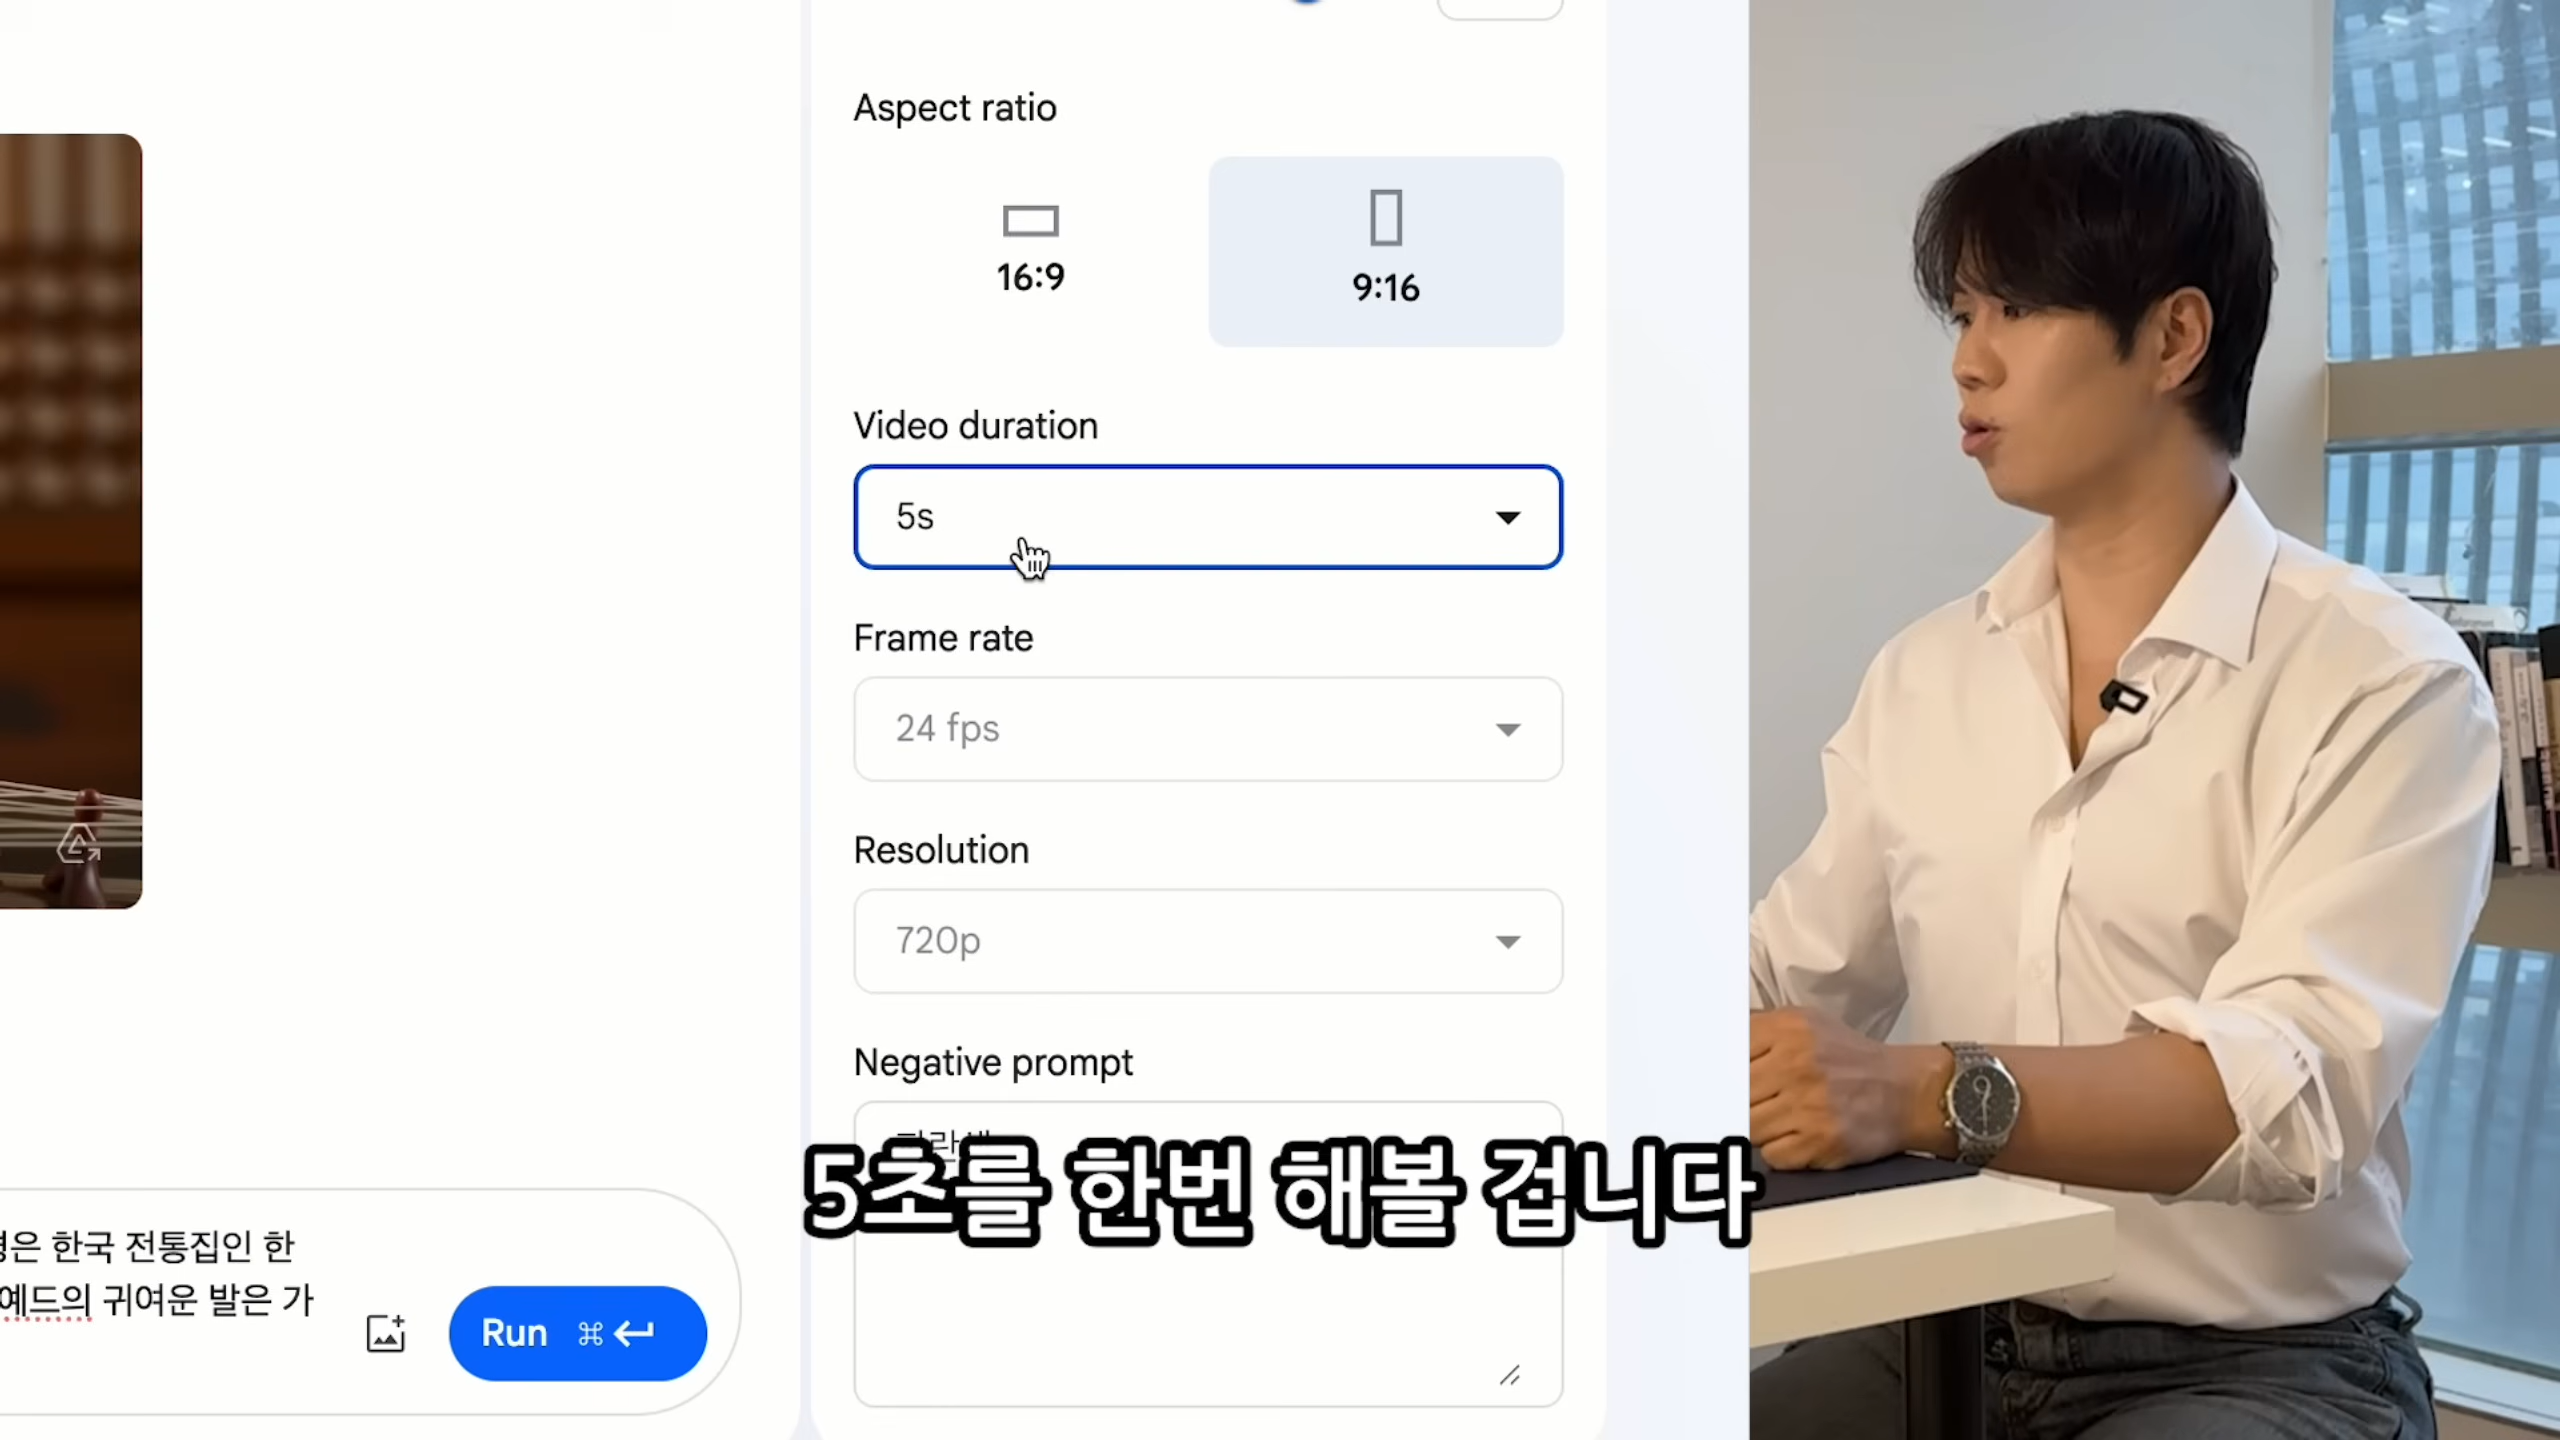 Aspect ratio
16:9
9:16
Video duration
5s
Frame rate
24 fps
Resolution
720p
Negative prompt
5초를 한번 해볼 겁니다
은 한국 전통집인 한
예드의 귀여운 발은 가
Run ⌘ ↵